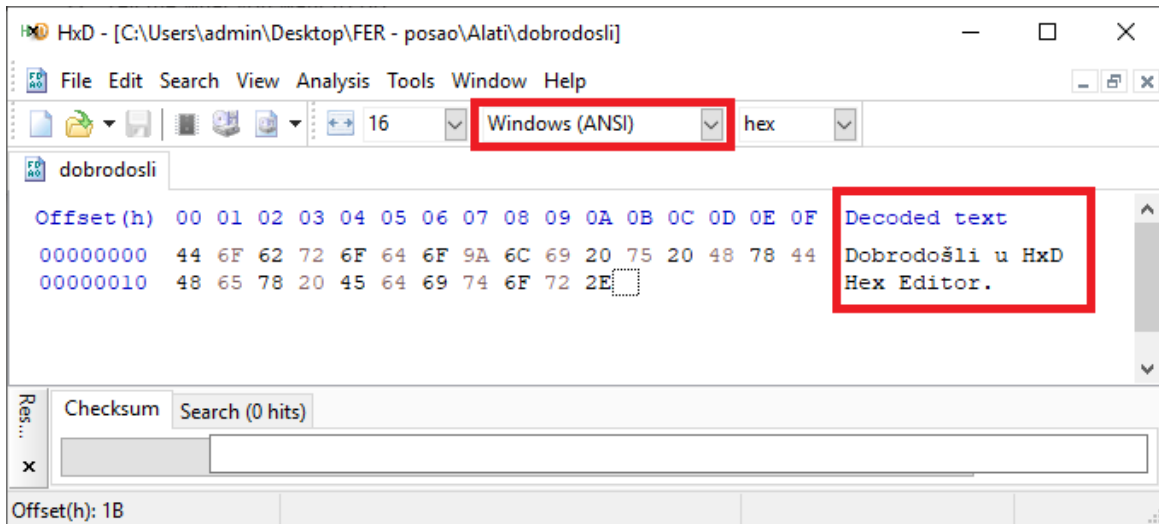 HxD - [C:\Users\admin\Desktop\FER - posao\Alati\dobrodosli]
File Edit Search View Analysis Tools Window Help
16 Windows (ANSI) hex
dobrodosli
Offset(h) 00 01 02 03 04 05 06 07 08 09 0A 0B 0C 0D 0E 0F Decoded text
00000000 44 6F 62 72 6F 64 6F 9A 6C 69 20 75 20 48 78 44 Dobrodošli u HxD
00000010 48 65 78 20 45 64 69 74 6F 72 2E Hex Editor.
Res...
Checksum Search (0 hits)
Offset(h): 1B